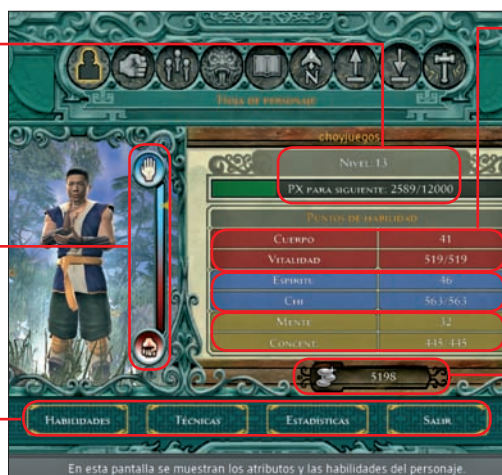 HOJA DE PERSONAJE
choyjuegos
NIVEL: 13
PX PARA SIGUIENTE: 2589/12000
PUNTOS DE HABILIDAD
CUERPO 41
VITALIDAD 519/519
ESPÍRITU 46
CHI 563/563
MENTE 32
CONCENT. 445/445
5198
HABILIDADES TÉCNICAS ESTADÍSTICAS SALIR
En esta pantalla se muestran los atributos y las habilidades del personaje.